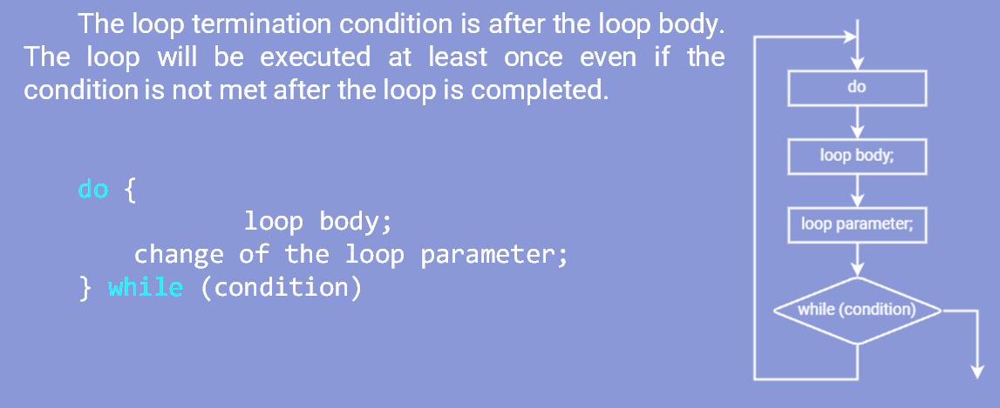 The loop termination condition is after the loop body.
The loop will be executed at least once even if the
condition is not met after the loop is completed.
do {
loop body;
change of the loop parameter;
} while (condition)
do
loop body;
loop parameter;
while (condition)